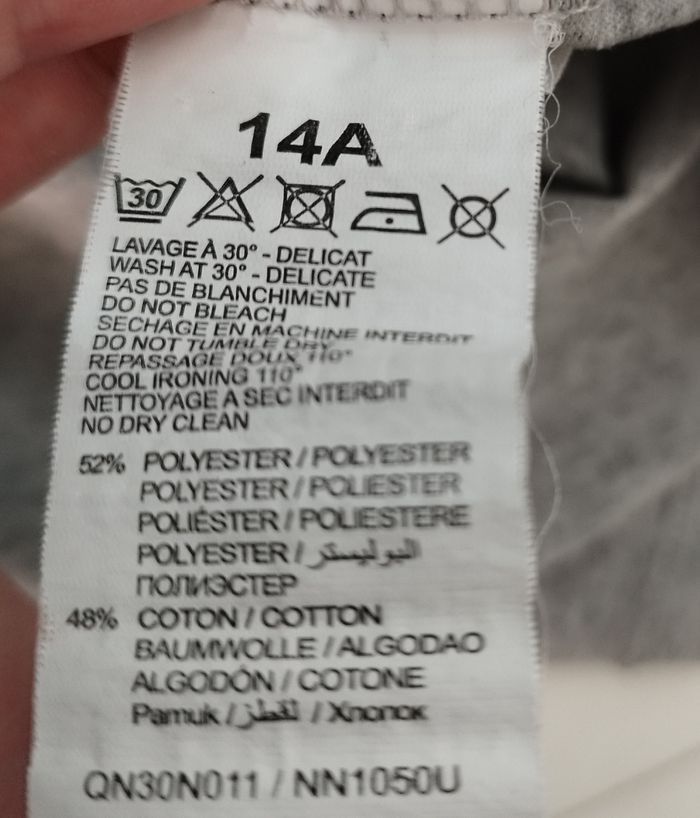 14A
30
LAVAGE À 30° - DELICAT
WASH AT 30° - DELICATE
PAS DE BLANCHIMENT
DO NOT BLEACH
SECHAGE EN MACHINE INTERDIT
DO NOT TUMBLE DRY
REPASSAGE DOUX 110°
COOL IRONING 110°
NETTOYAGE A SEC INTERDIT
NO DRY CLEAN
52% POLYESTER / POLYESTER
POLYESTER / POLIESTER
POLIÉSTER / POLIESTERE
POLYESTER / البوليستر
ПОЛИЭСТЕР
48% COTON / COTTON
BAUMWOLLE / ALGODAO
ALGODÓN / COTONE
Pamuk / لقطن / Хлопок
QN30N011 / NN1050U